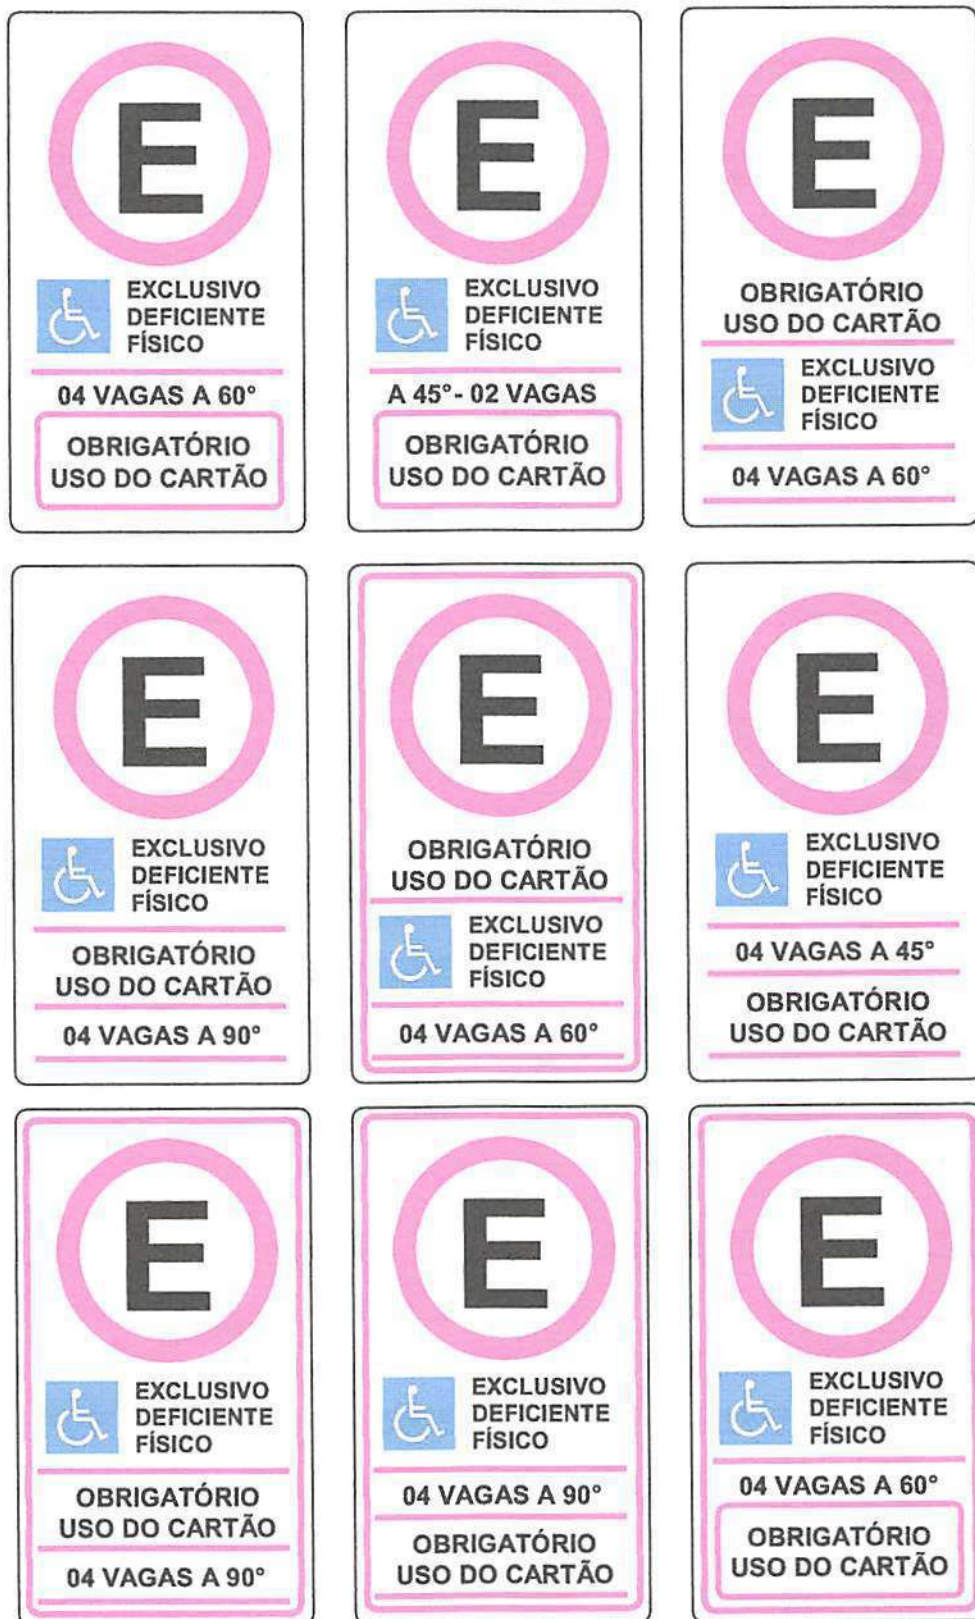 E
EXCLUSIVO
DEFICIENTE
FÍSICO
04 VAGAS A 60°
OBRIGATÓRIO
USO DO CARTÃO
E
EXCLUSIVO
DEFICIENTE
FÍSICO
A 45° - 02 VAGAS
OBRIGATÓRIO
USO DO CARTÃO
E
OBRIGATÓRIO
USO DO CARTÃO
EXCLUSIVO
DEFICIENTE
FÍSICO
04 VAGAS A 60°
E
EXCLUSIVO
DEFICIENTE
FÍSICO
OBRIGATÓRIO
USO DO CARTÃO
04 VAGAS A 90°
E
OBRIGATÓRIO
USO DO CARTÃO
EXCLUSIVO
DEFICIENTE
FÍSICO
04 VAGAS A 60°
E
EXCLUSIVO
DEFICIENTE
FÍSICO
04 VAGAS A 45°
OBRIGATÓRIO
USO DO CARTÃO
E
EXCLUSIVO
DEFICIENTE
FÍSICO
OBRIGATÓRIO
USO DO CARTÃO
04 VAGAS A 90°
E
EXCLUSIVO
DEFICIENTE
FÍSICO
04 VAGAS A 90°
OBRIGATÓRIO
USO DO CARTÃO
E
EXCLUSIVO
DEFICIENTE
FÍSICO
04 VAGAS A 60°
OBRIGATÓRIO
USO DO CARTÃO